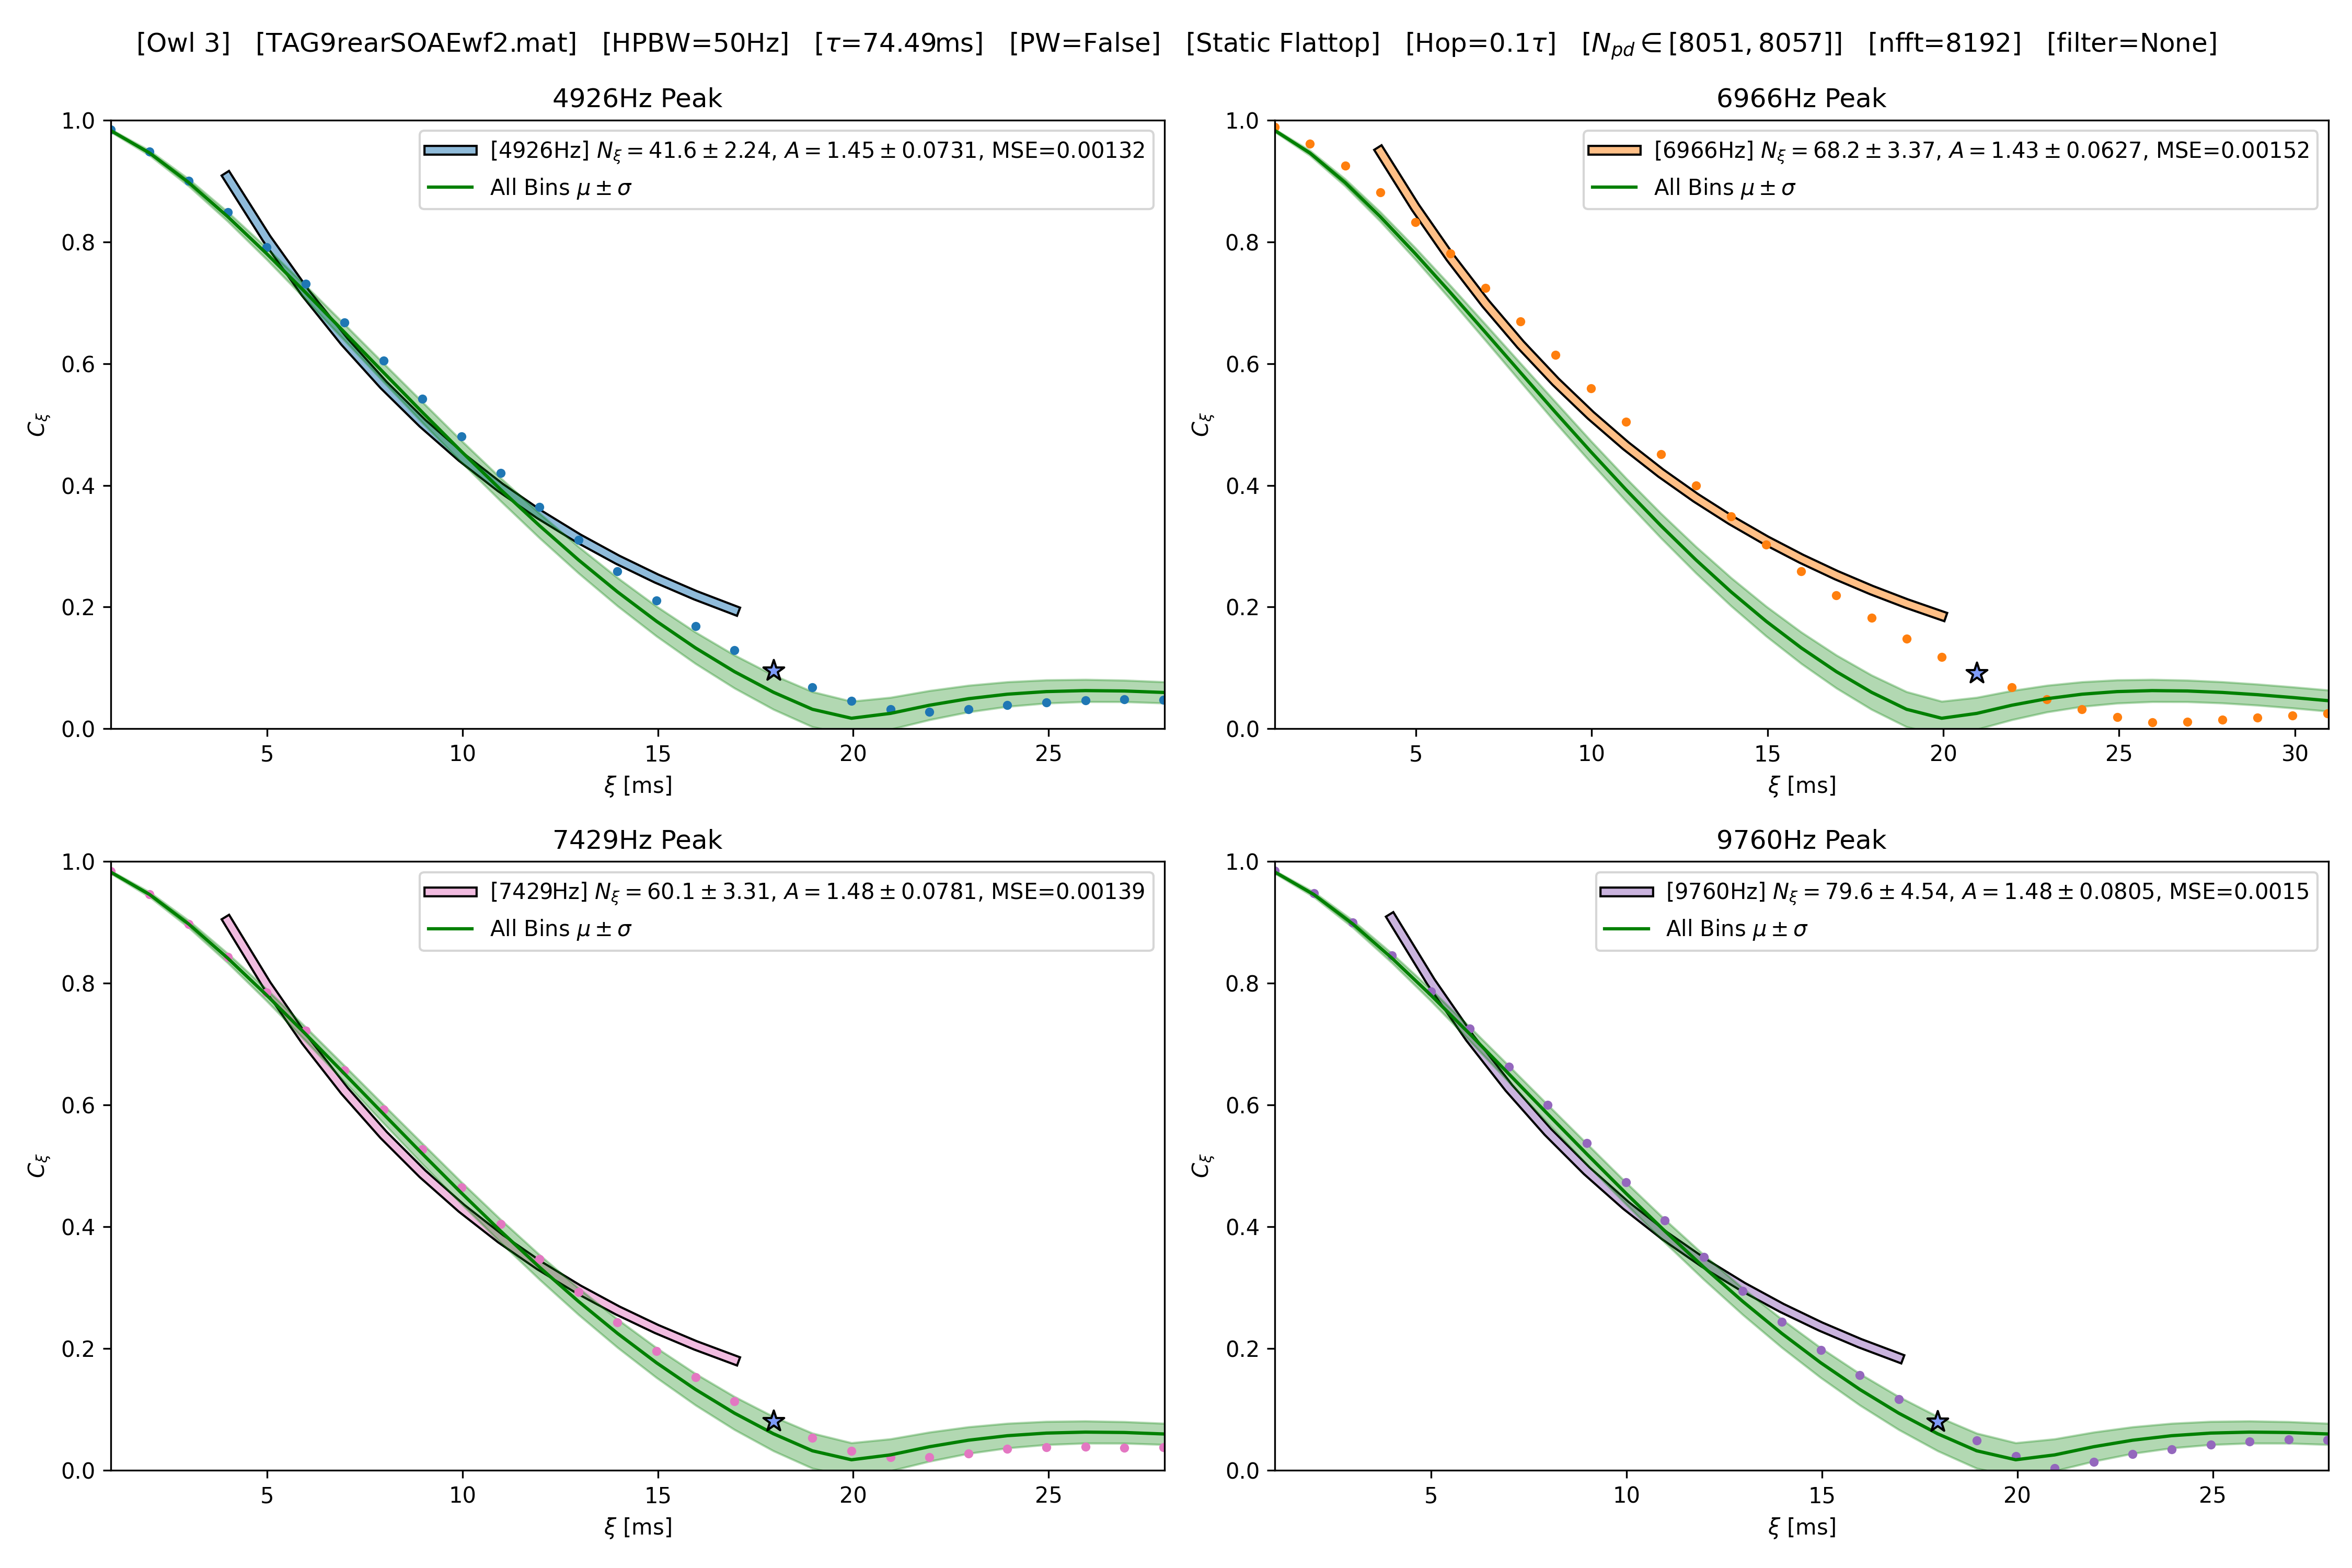 [Owl 3] [TAG9rearSOAEwf2.mat] [HPBW=50Hz] [τ=74.49ms] [PW=False] [Static Flattop] [Hop=0.1τ] [N_pd ∈ [8051, 8057]] [nfft=8192] [filter=None]
4926Hz Peak
1.0
0.8
0.6
0.4
0.2
0.0
C_ξ
[4926Hz] N_ξ = 41.6 ± 2.24, A = 1.45 ± 0.0731, MSE=0.00132
All Bins μ ± σ
5 10 15 20 25
ξ [ms]
6966Hz Peak
1.0
0.8
0.6
0.4
0.2
0.0
C_ξ
[6966Hz] N_ξ = 68.2 ± 3.37, A = 1.43 ± 0.0627, MSE=0.00152
All Bins μ ± σ
5 10 15 20 25 30
ξ [ms]
7429Hz Peak
1.0
0.8
0.6
0.4
0.2
0.0
C_ξ
[7429Hz] N_ξ = 60.1 ± 3.31, A = 1.48 ± 0.0781, MSE=0.00139
All Bins μ ± σ
5 10 15 20 25
ξ [ms]
9760Hz Peak
1.0
0.8
0.6
0.4
0.2
0.0
C_ξ
[9760Hz] N_ξ = 79.6 ± 4.54, A = 1.48 ± 0.0805, MSE=0.0015
All Bins μ ± σ
5 10 15 20 25
ξ [ms]